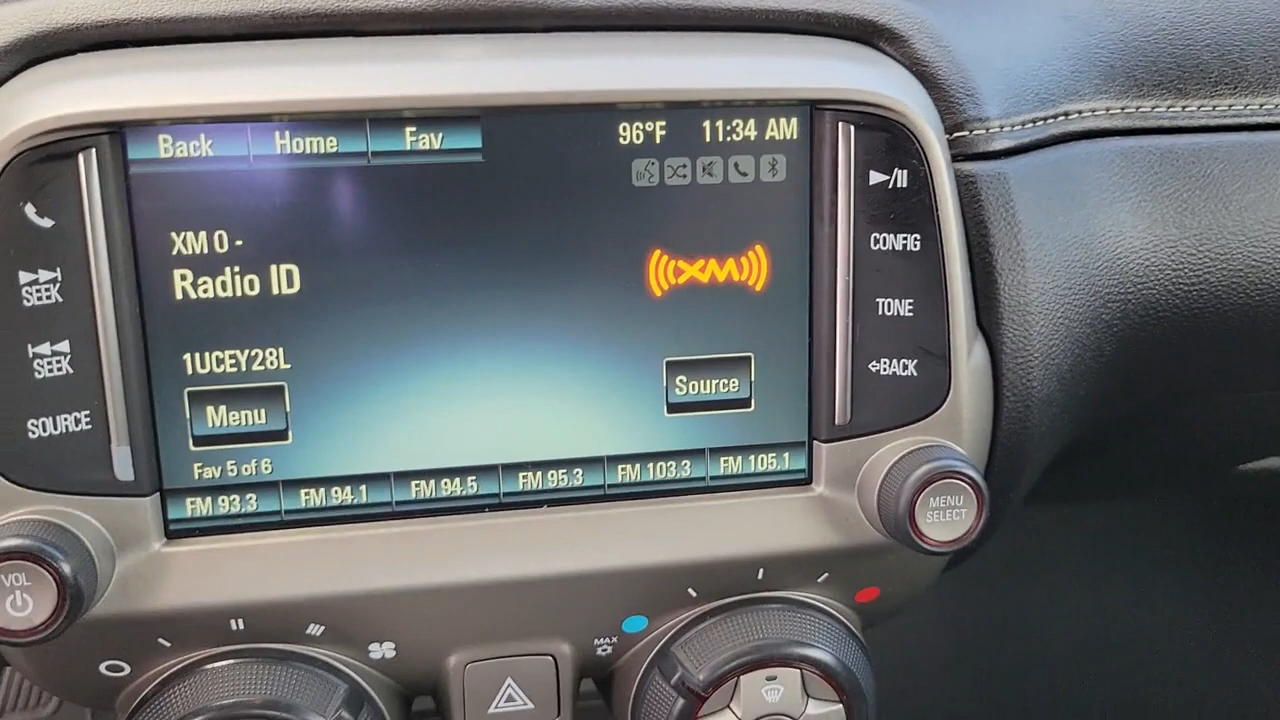 Back Home Fav 96°F 11:34 AM
XM 0 -
Radio ID
XM
1UCEY28L
Menu
Source
Fav 5 of 6
FM 93.3 FM 94.1 FM 94.5 FM 95.3 FM 103.3 FM 105.1
SEEK
SEEK
SOURCE
CONFIG
TONE
BACK
VOL
MENU
SELECT
MAX